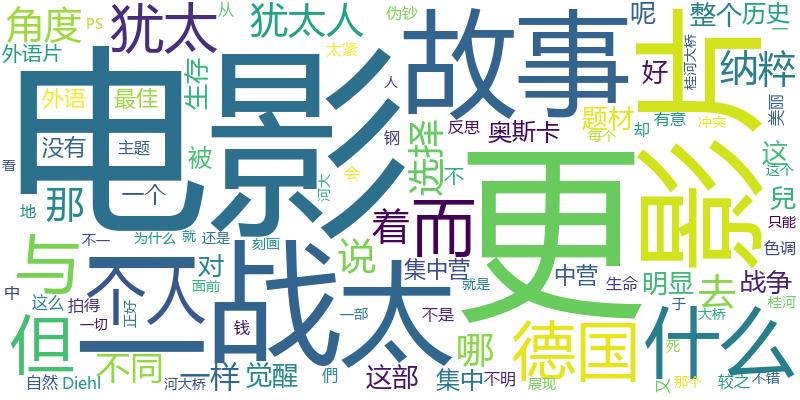 角度
PS
犹太
从
犹太人
伪钞
故事
呢
整个
历史
一
外语片
太紧
片
桂河大桥
生存
人
好
纳粹
外语
最佳
电影
美丽
没有
主题
被
钢
反思
奥斯卡
题材
却
有意
冲突
选择
每个
看
那
一个
会
河大
着
而
更
影片
不
这
这个
地
兒
只能
与
不一
为什么
就
还是
刻画
说
色调
二战
个人
对
面前
集中营
中营
生命
明显
去
战争
太
中
这么
拍得
一切
正好
就是
于
桂河
但
钱
一部
不是
哪
德国
什么
大桥
不同
一样
觉醒
們
这部
集中
不明
死
又
那个
较之
不错
自然
Diehl
河大桥
展现